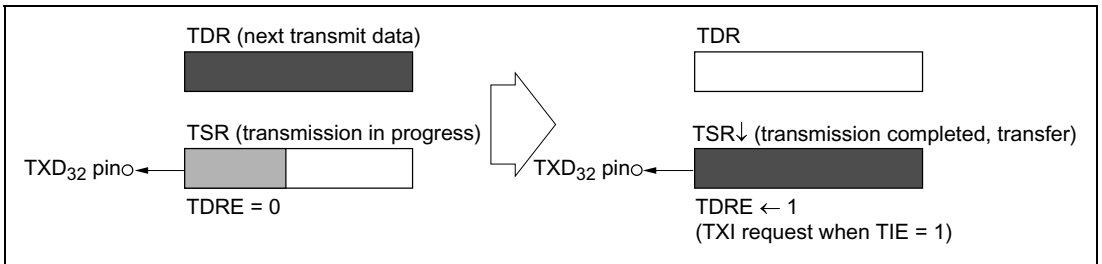 TDR (next transmit data)
TSR (transmission in progress)
TXD32 pin
TDRE = 0
TDR
TSR↓ (transmission completed, transfer)
TXD32 pin
TDRE ← 1
(TXI request when TIE = 1)